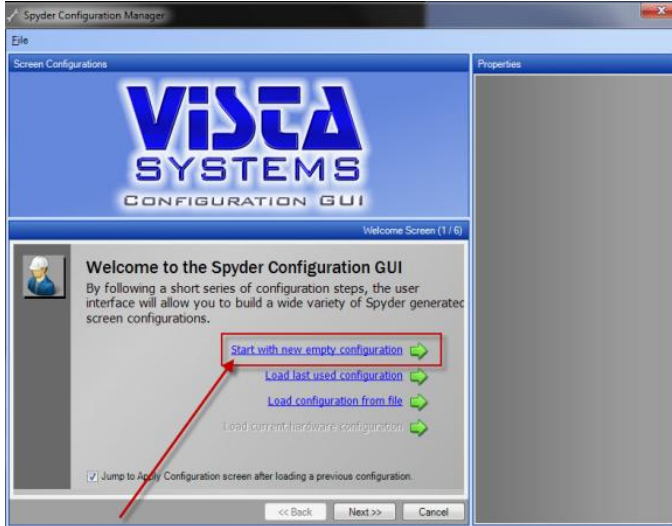 Spyder Configuration Manager
File
Screen Configurations
Properties
VISTA
SYSTEMS
CONFIGURATION GUI
Welcome Screen (1 / 6)
Welcome to the Spyder Configuration GUI
By following a short series of configuration steps, the user
interface will allow you to build a wide variety of Spyder generated
screen configurations.
Start with new empty configuration
Load last used configuration
Load configuration from file
Load current hardware configuration
Jump to Apply Configuration screen after loading a previous configuration.
<< Back
Next >>
Cancel